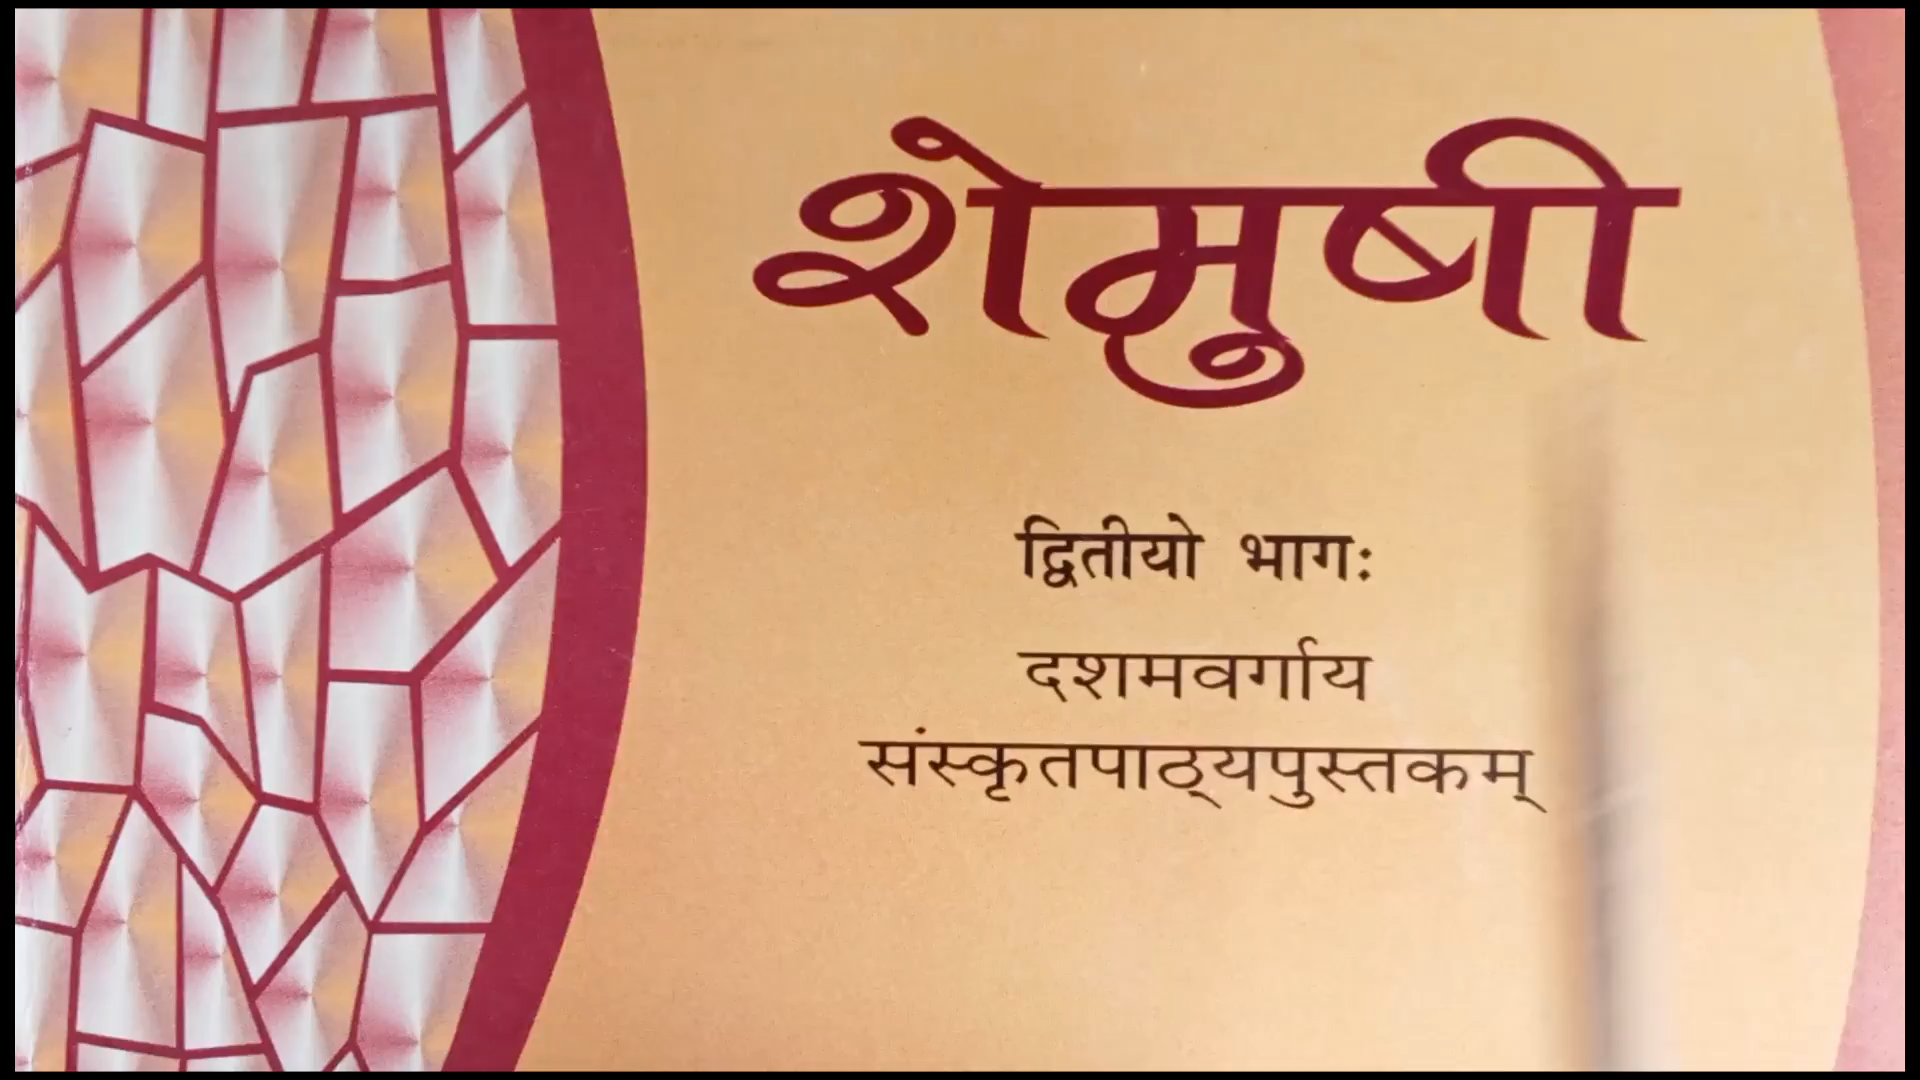 शेमुषी
द्वितीयो भागः
दशमवर्गाय
संस्कृतपाठ्यपुस्तकम्